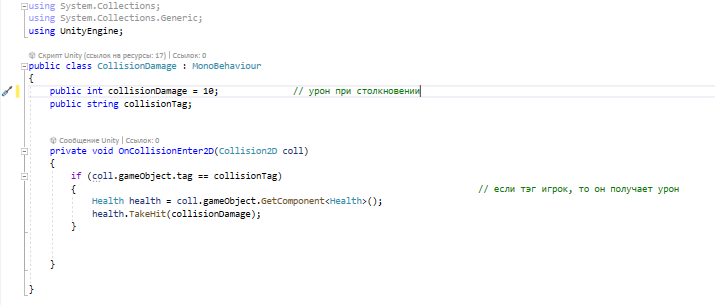 using System.Collections;
using System.Collections.Generic;
using UnityEngine;
Скрипт Unity (ссылок на ресурсы: 17) | Ссылок: 0
public class CollisionDamage : MonoBehaviour
{
public int collisionDamage = 10; // урон при столкновении
public string collisionTag;
Сообщение Unity | Ссылок: 0
private void OnCollisionEnter2D(Collision2D coll)
{
if (coll.gameObject.tag == collisionTag)
{ // если тэг игрок, то он получает урон
Health health = coll.gameObject.GetComponent<Health>();
health.TakeHit(collisionDamage);
}
}
}